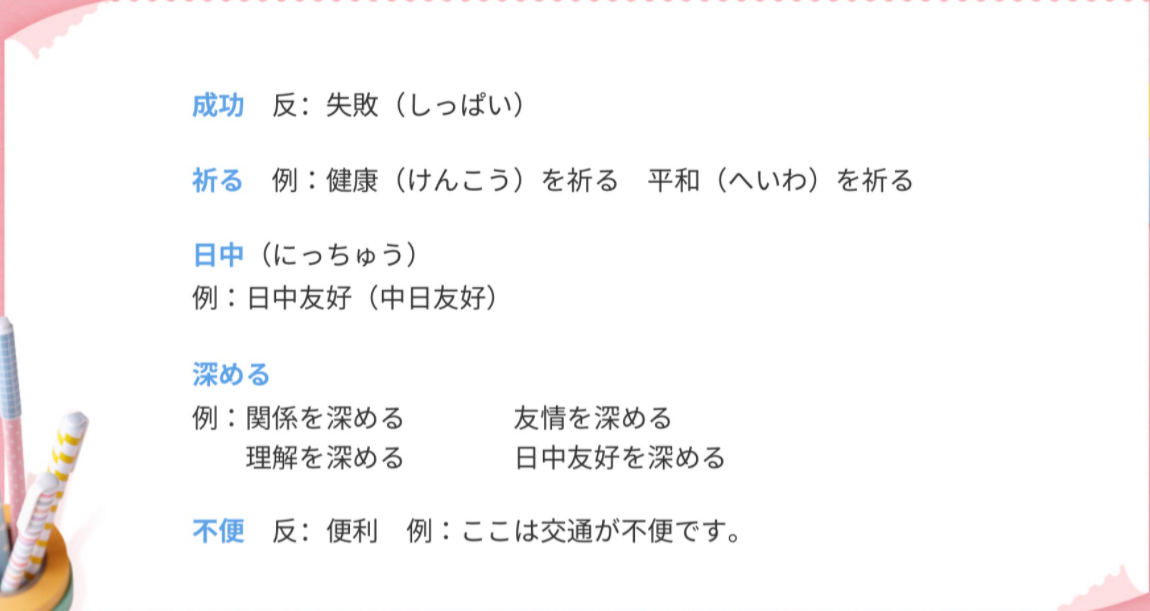 成功　反：失敗（しっぱい）
祈る　例：健康（けんこう）を祈る　平和（へいわ）を祈る
日中（にっちゅう）
例：日中友好（中日友好）
深める
例：関係を深める　　　　友情を深める
理解を深める　　　　日中友好を深める
不便　反：便利　例：ここは交通が不便です。